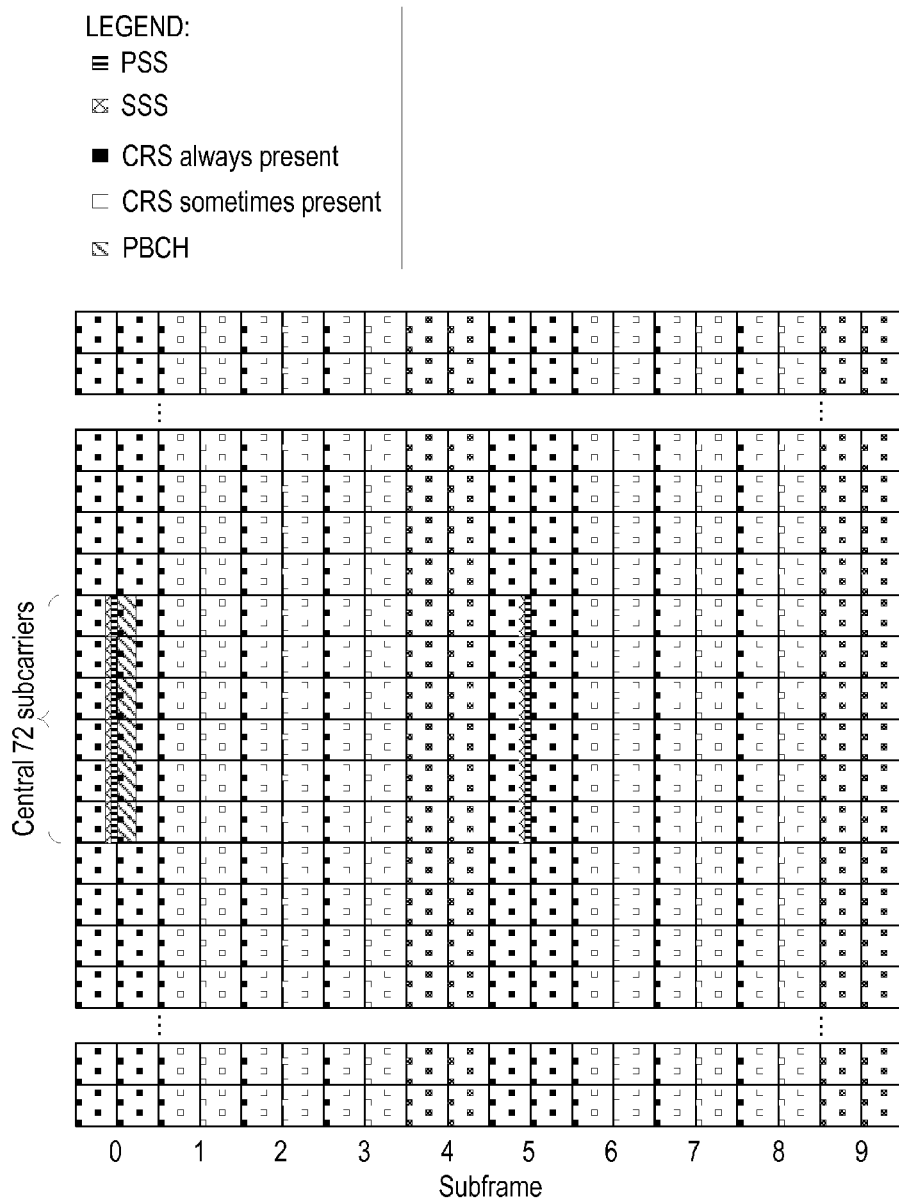 LEGEND:
PSS
SSS
CRS always present
CRS sometimes present
PBCH
Central 72 subcarriers
0 1 2 3 4 5 6 7 8 9
Subframe